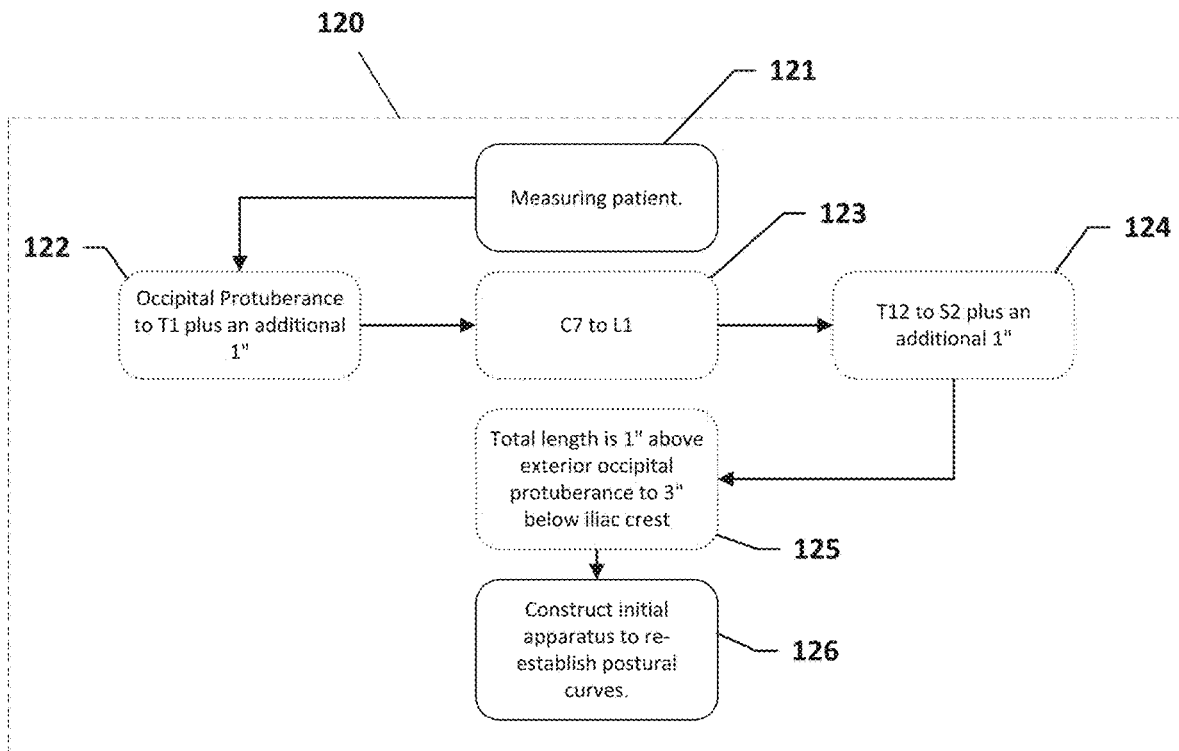 120
121
Measuring patient.
123
124
122
Occipital Protuberance
to T1 plus an additional
1"
C7 to L1
T12 to S2 plus an
additional 1"
Total length is 1" above
exterior occipital
protuberance to 3"
below iliac crest
125
Construct initial
apparatus to re-
establish postural
curves.
126